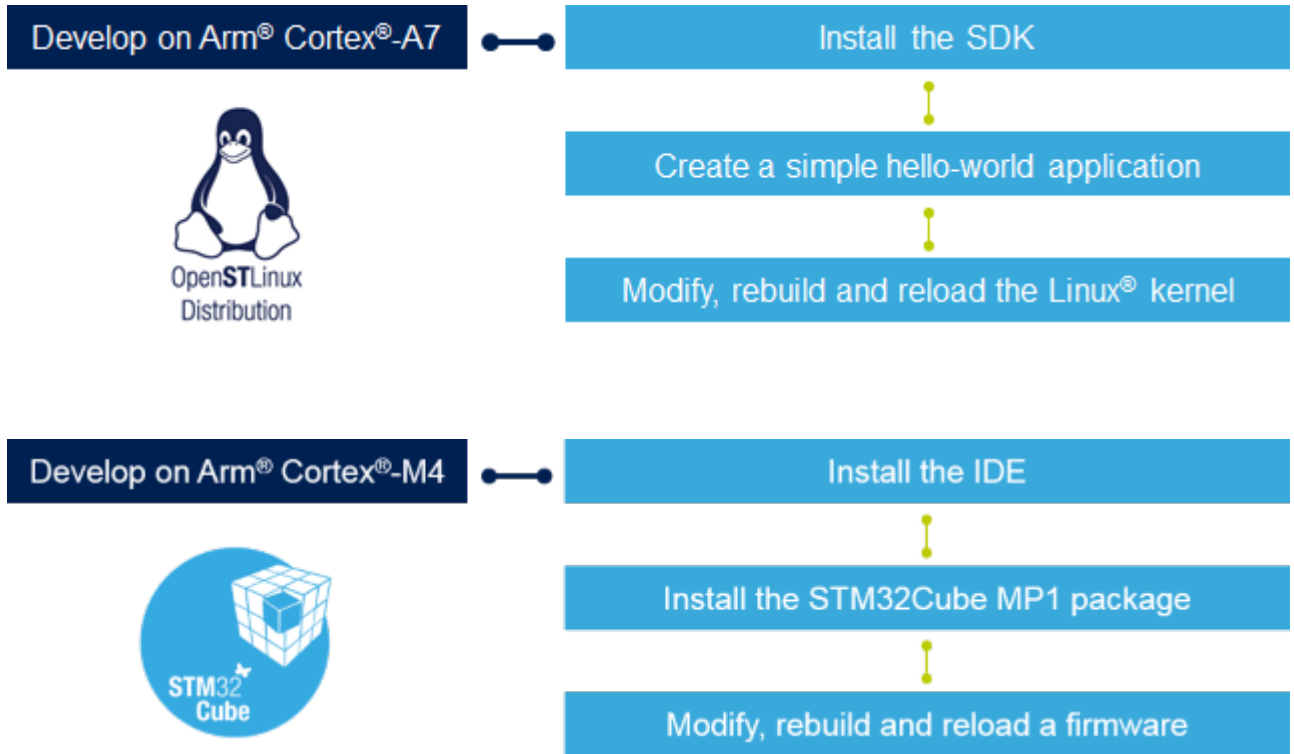 Develop on Arm® Cortex®-A7
Install the SDK
Create a simple hello-world application
OpenSTLinux
Distribution
Modify, rebuild and reload the Linux® kernel
Develop on Arm® Cortex®-M4
Install the IDE
Install the STM32Cube MP1 package
STM32
Cube
Modify, rebuild and reload a firmware